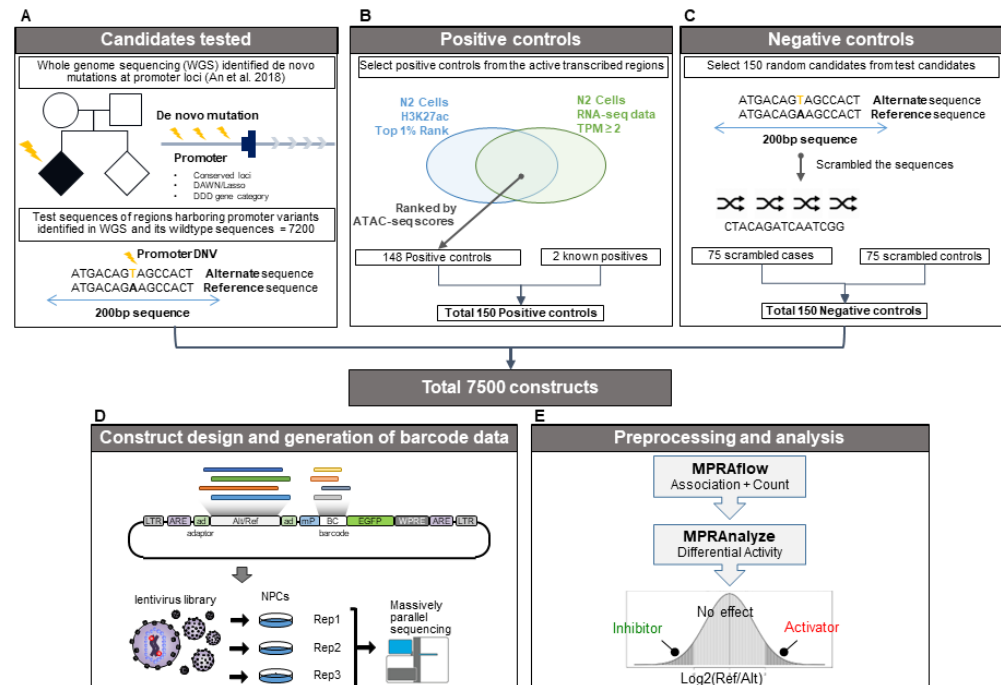 A
Candidates tested
Whole genome sequencing (WGS) identified de novo
mutations at promoter loci (An et al. 2018)
De novo mutation
Promoter
• Conserved loci
• DAWN/Lasso
• DDD gene category
Test sequences of regions harboring promoter variants
identified in WGS and its wildtype sequences = 7200
Promoter DNV
ATGACAGTAGCCACT Alternate sequence
ATGACAGAAGCCACT Reference sequence
200bp sequence
B
Positive controls
Select positive controls from the active transcribed regions
N2 Cells
H3K27ac
Top 1% Rank
N2 Cells
RNA-seq data
TPM ≥ 2
Ranked by
ATAC-seq scores
148 Positive controls
2 known positives
Total 150 Positive controls
C
Negative controls
Select 150 random candidates from test candidates
ATGACAGTAGCCACT Alternate sequence
ATGACAGAAGCCACT Reference sequence
200bp sequence
Scrambled the sequences
CTACAGATCAATCGG
75 scrambled cases
75 scrambled controls
Total 150 Negative controls
Total 7500 constructs
D
Construct design and generation of barcode data
LTR ARE ad Alt/Ref ad mP BC EGFP WPRE ARE LTR
adaptor barcode
lentivirus library
NPCs
Rep1
Rep2
Rep3
Massively
parallel
sequencing
E
Preprocessing and analysis
MPRAflow
Association + Count
MPRAnalyze
Differential Activity
No effect
Inhibitor
Activator
Log2(Ref/Alt)